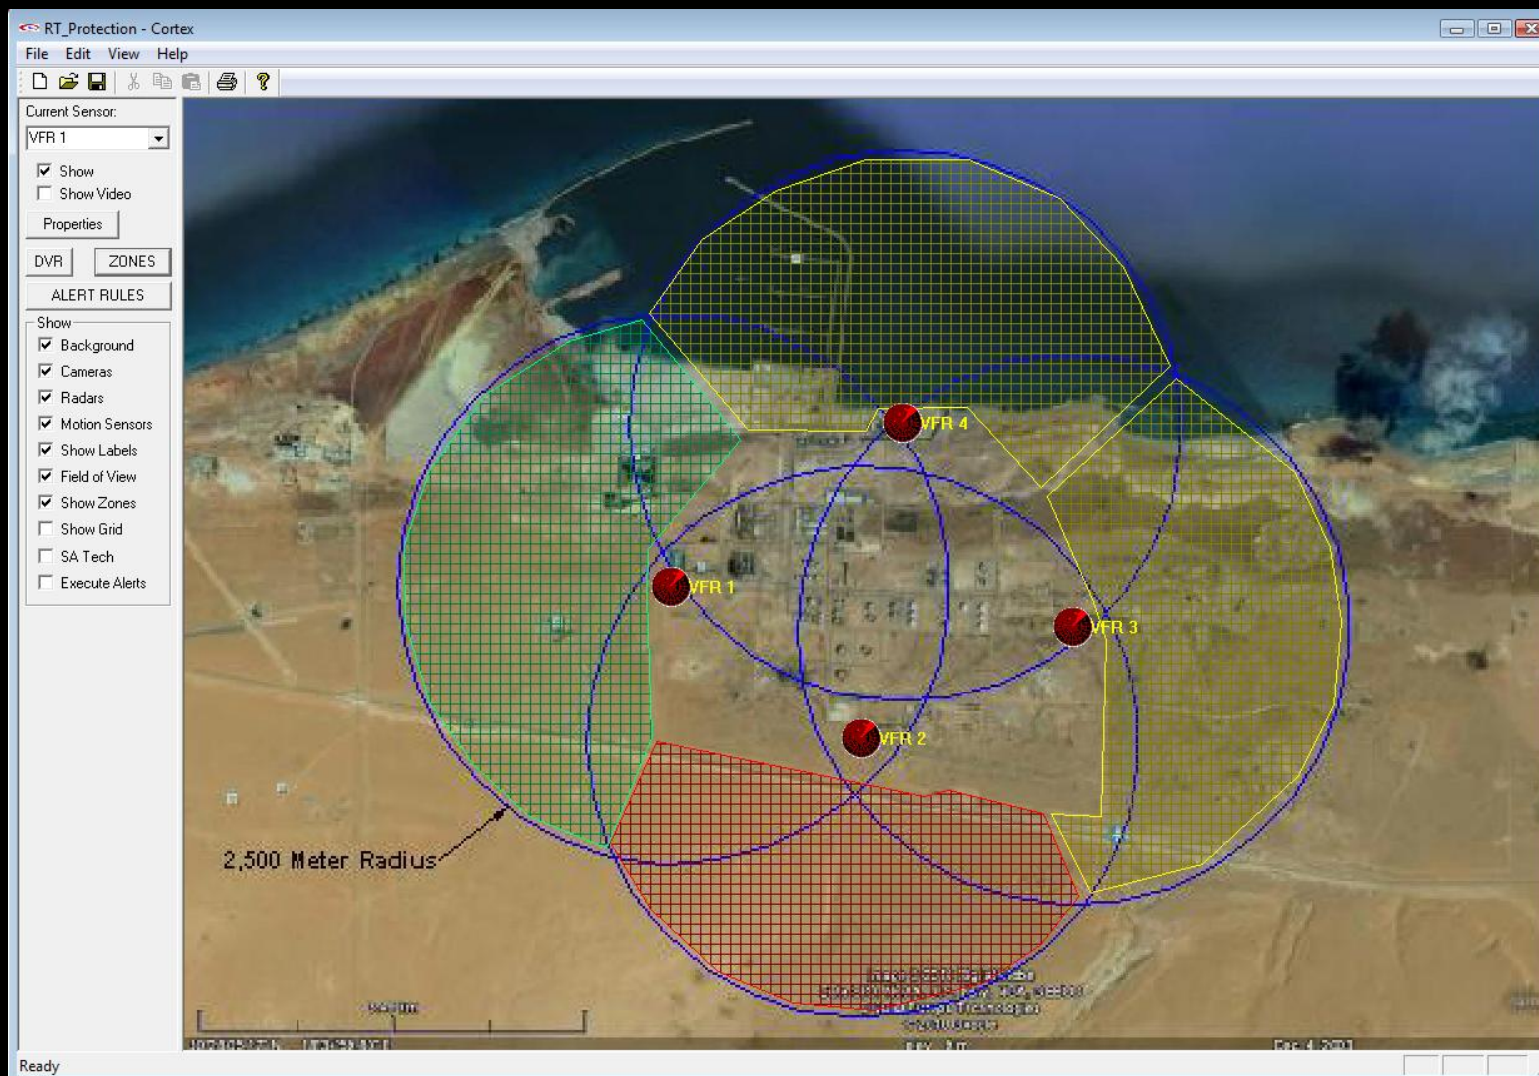 RT_Protection - Cortex
File Edit View Help
Current Sensor:
VFR 1
Show
Show Video
Properties
DVR ZONES
ALERT RULES
Show
Background
Cameras
Radars
Motion Sensors
Show Labels
Field of View
Show Zones
Show Grid
SA Tech
Execute Alerts
VFR 4
VFR 1
VFR 3
VFR 2
2,500 Meter Radius
Ready